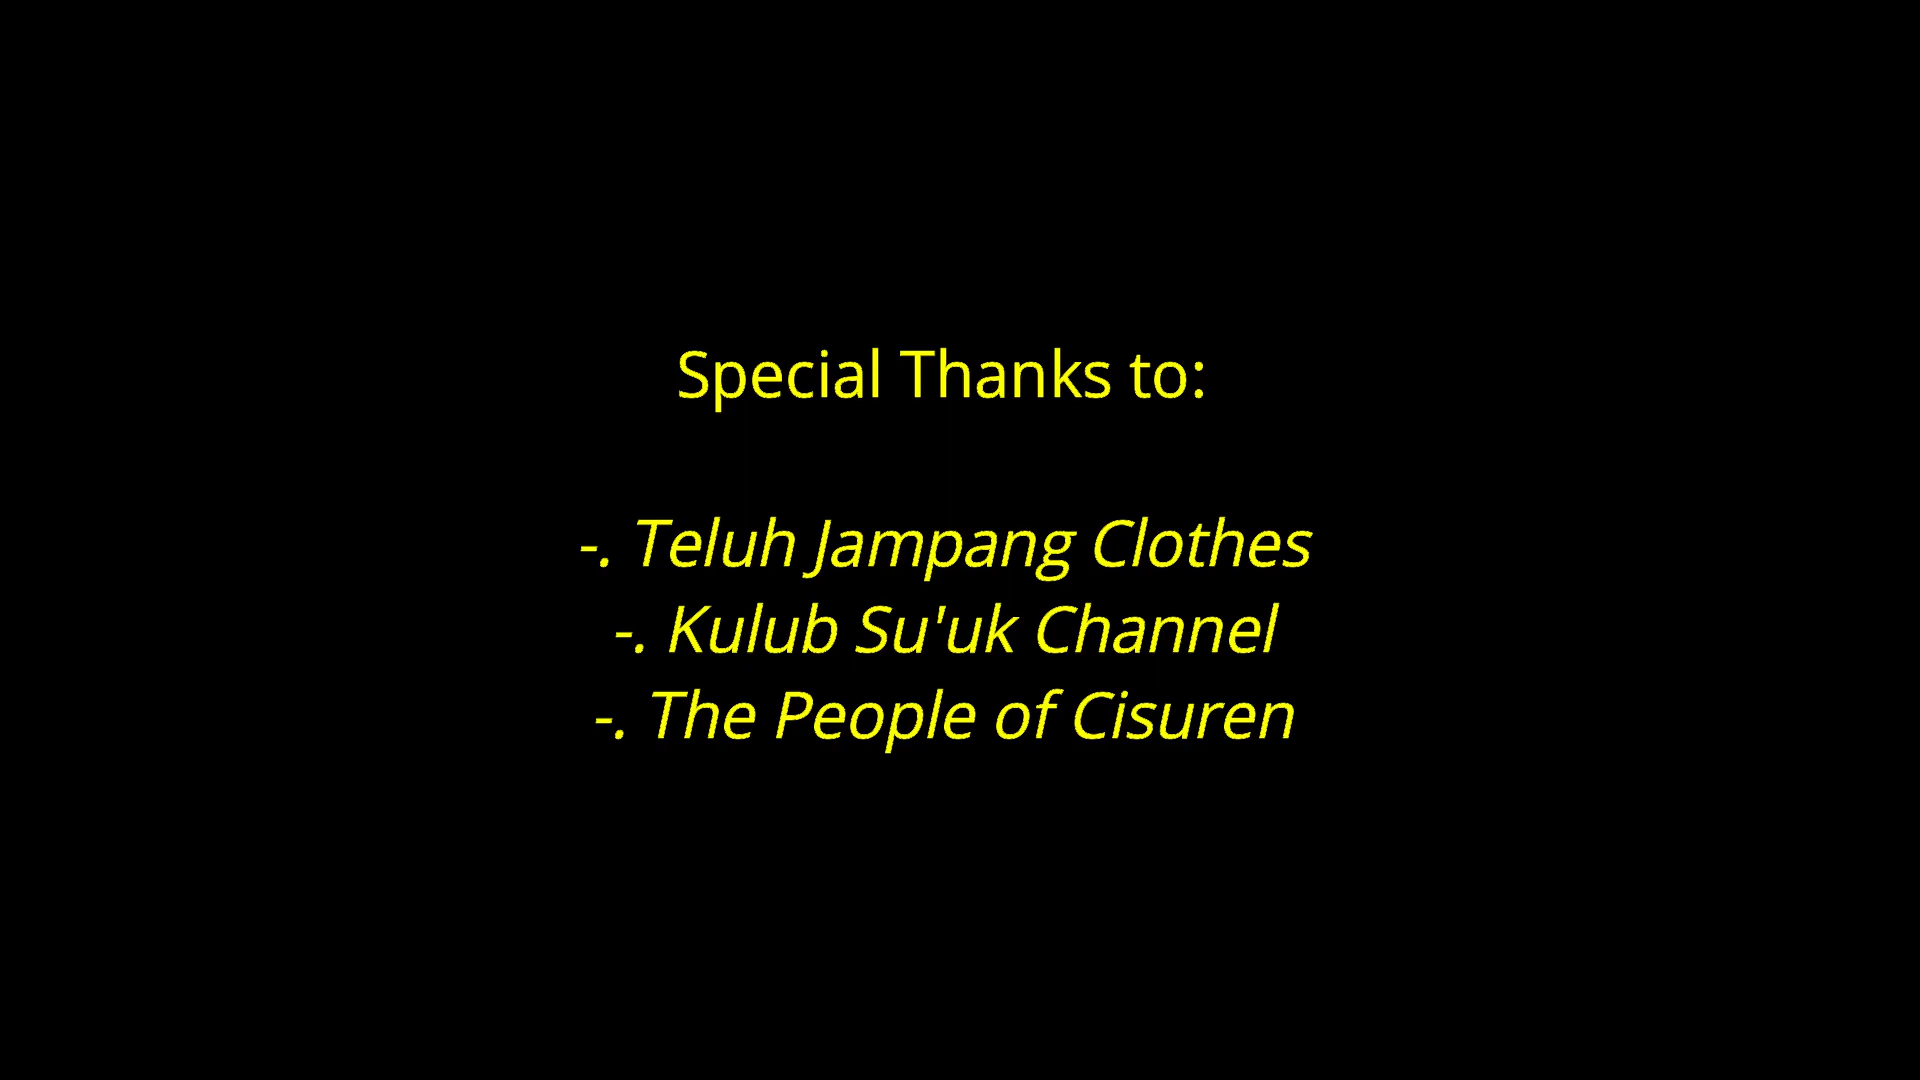 Special Thanks to:
-. Teluh Jampang Clothes
-. Kulub Su'uk Channel
-. The People of Cisuren